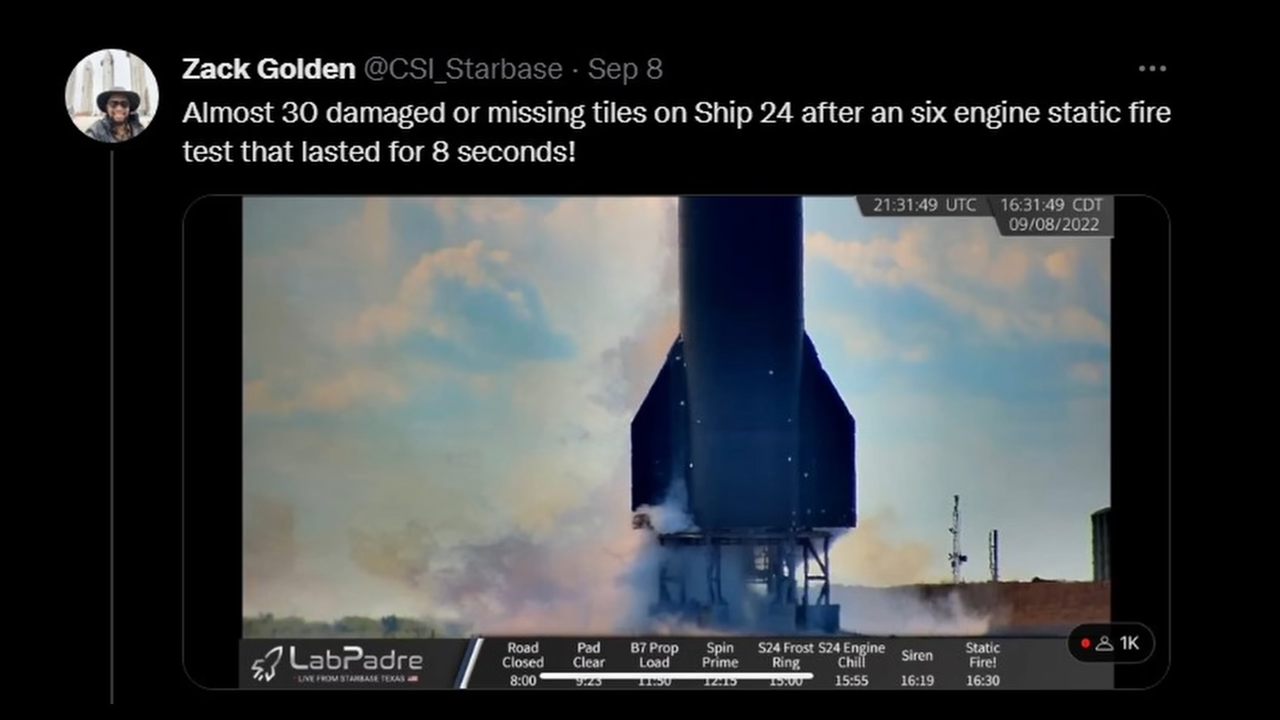 Zack Golden @CSI_Starbase · Sep 8
Almost 30 damaged or missing tiles on Ship 24 after an six engine static fire
test that lasted for 8 seconds!
21:31:49 UTC 16:31:49 CDT
09/08/2022
LabPadre
LIVE FROM STARBASE TEXAS
Road Closed 8:00
Pad Clear 9:23
B7 Prop Load 11:50
Spin Prime 12:15
S24 Frost Ring 15:00
S24 Engine Chill 15:55
Siren 16:19
Static Fire! 16:30
1K